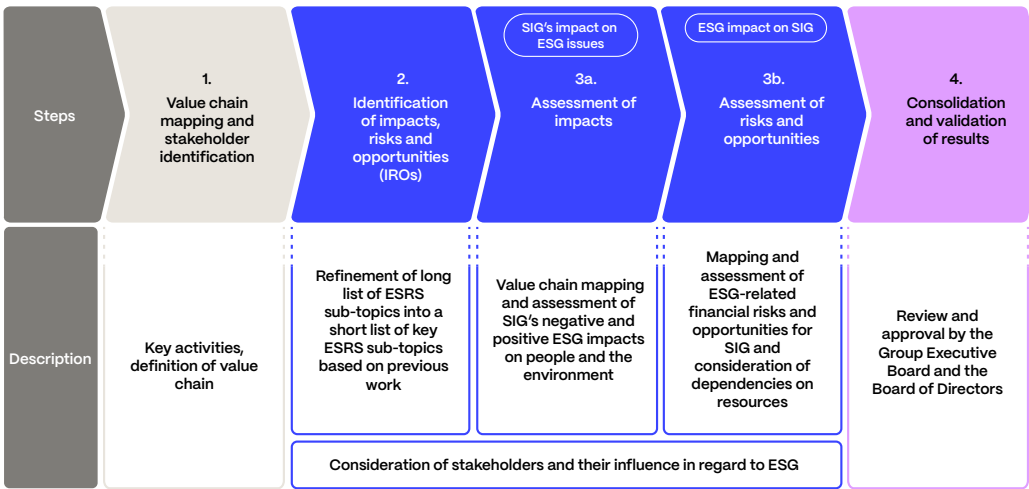 Steps
1.
Value chain
mapping and
stakeholder
identification
2.
Identification
of impacts,
risks and
opportunities
(IROs)
SIG’s impact on
ESG issues
3a.
Assessment of
impacts
ESG impact on SIG
3b.
Assessment of
risks and
opportunities
4.
Consolidation
and validation
of results
Description
Key activities,
definition of value
chain
Refinement of long
list of ESRS
sub-topics into a
short list of key
ESRS sub-topics
based on previous
work
Value chain mapping
and assessment of
SIG’s negative and
positive ESG impacts
on people and the
environment
Mapping and
assessment of
ESG-related
financial risks and
opportunities for
SIG and
consideration of
dependencies on
resources
Review and
approval by the
Group Executive
Board and the
Board of Directors
Consideration of stakeholders and their influence in regard to ESG